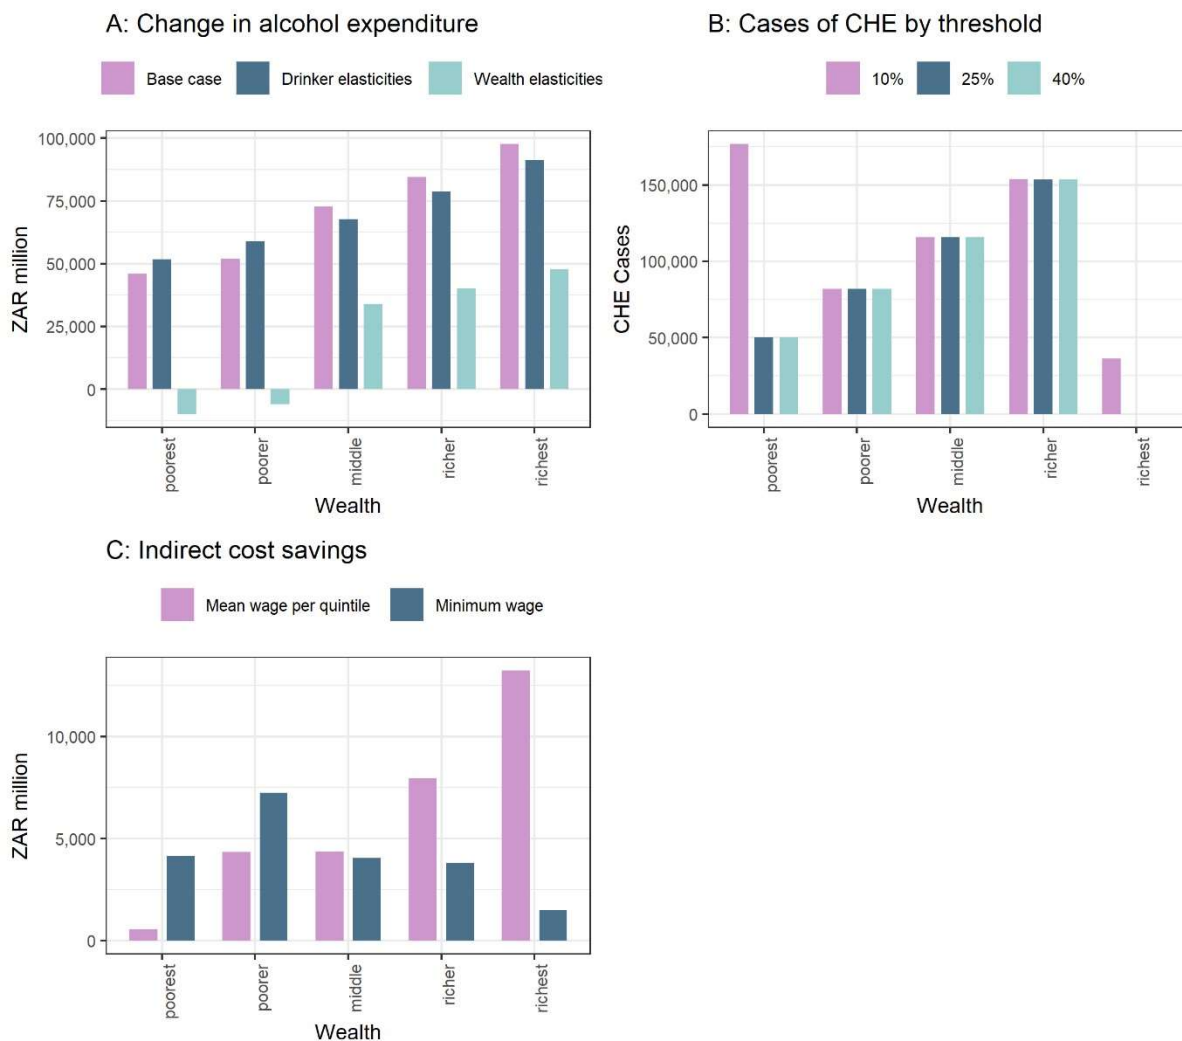 A: Change in alcohol expenditure
Base case Drinker elasticities Wealth elasticities
100,000
75,000
50,000
25,000
0
ZAR million
poorest poorer middle richer richest
Wealth
B: Cases of CHE by threshold
10% 25% 40%
150,000
100,000
50,000
0
CHE Cases
poorest poorer middle richer richest
Wealth
C: Indirect cost savings
Mean wage per quintile Minimum wage
10,000
5,000
0
ZAR million
poorest poorer middle richer richest
Wealth